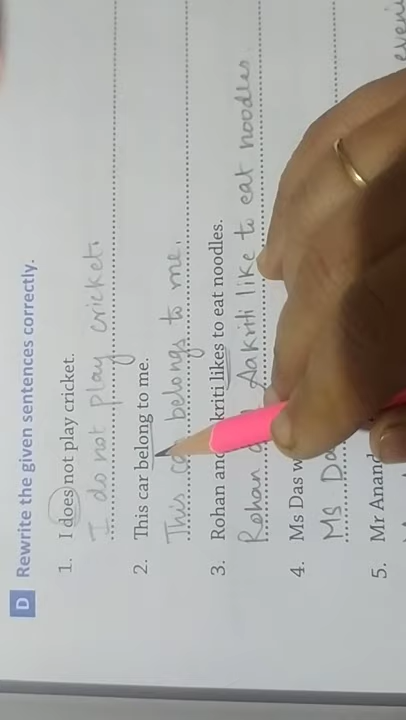 D Rewrite the given sentences correctly.
1. I does not play cricket.
I do not play cricket.
2. This car belong to me.
This belongs to me.
3. Rohan an kriti likes to eat noodles.
Rohan Aakriti like to eat noodles.
4. Ms Das w
Ms Da
5. Mr Anand